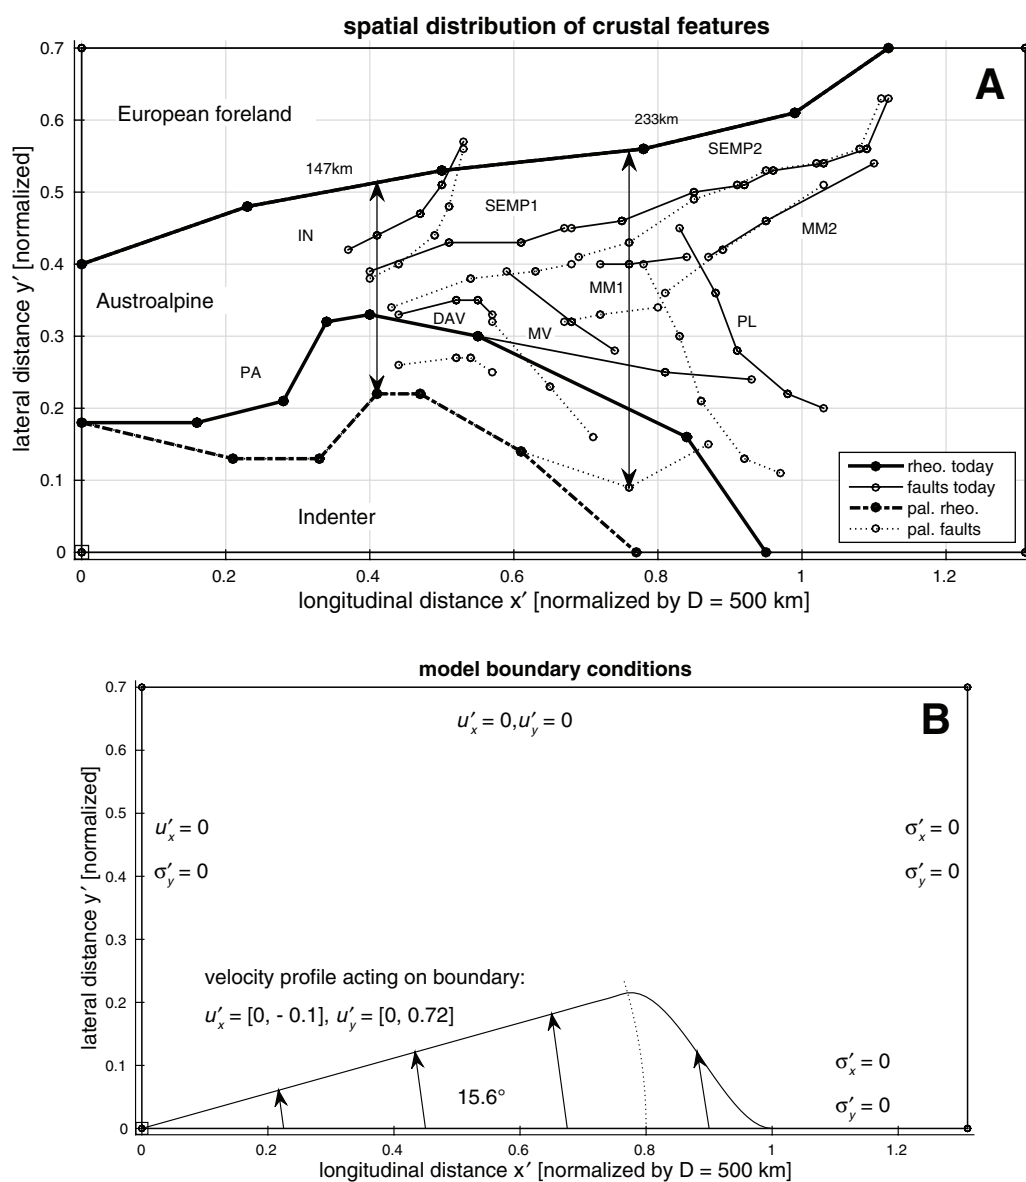 spatial distribution of crustal features
A
0.7
0.6
0.5
0.4
0.3
0.2
0.1
0
lateral distance y′ [normalized]
European foreland
Austroalpine
Indenter
147km
233km
IN
SEMP1
SEMP2
MM2
MM1
DAV
MV
PL
PA
rheo. today
faults today
pal. rheo.
pal. faults
0 0.2 0.4 0.6 0.8 1 1.2
longitudinal distance x′ [normalized by D = 500 km]
model boundary conditions
B
0.7
0.6
0.5
0.4
0.3
0.2
0.1
0
lateral distance y′ [normalized]
u′x = 0,u′y = 0
u′x = 0
σ′y = 0
σ′x = 0
σ′y = 0
velocity profile acting on boundary:
u′x = [0, - 0.1], u′y = [0, 0.72]
15.6°
σ′x = 0
σ′y = 0
0 0.2 0.4 0.6 0.8 1 1.2
longitudinal distance x′ [normalized by D = 500 km]